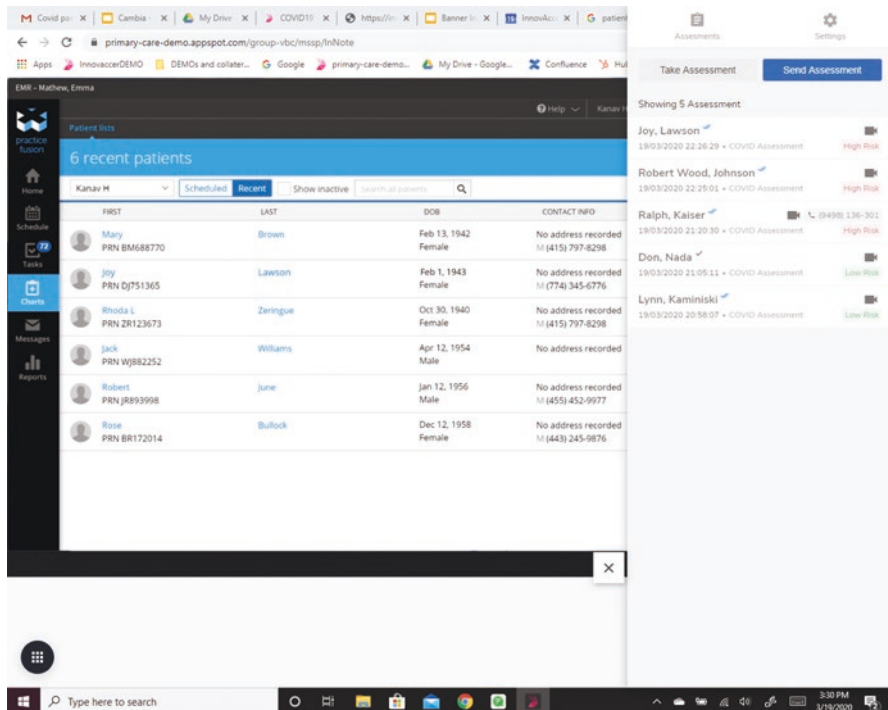 Covid pa
Cambia
My Drive
COVID19
https://in
Banner In
InnovAcc
G patient
primary-care-demo.appspot.com/group-vbc/mssp/InNote
Apps
InnovaccerDEMO
DEMOs and collater...
Google
primary-care-demo...
My Drive - Google...
Confluence
EMR - Mathew, Emma
Help
Kanav H
practice
fusion
Home
Schedule
72
Tasks
Charts
Messages
Reports
Patient lists
6 recent patients
Kanav H
Scheduled
Recent
Show inactive
Search all patients
FIRST LAST DOB CONTACT INFO
Mary Brown Feb 13, 1942 No address recorded
PRN BM688770 Female M (415) 797-8298
Joy Lawson Feb 1, 1943 No address recorded
PRN DJ751365 Female M (774) 345-6776
Rhoda L Zeringue Oct 30, 1940 No address recorded
PRN ZR123673 Female M (415) 797-8298
Jack Williams Apr 12, 1954 No address recorded
PRN WJ882252 Male
Robert June Jan 12, 1956 No address recorded
PRN JR893998 Male M (455) 452-9977
Rose Bullock Dec 12, 1958 No address recorded
PRN BR172014 Female M (443) 245-9876
Assesments
Settings
Take Assessment
Send Assessment
Showing 5 Assessment
Joy, Lawson
19/03/2020 22:26:29 • COVID Assessment High Risk
Robert Wood, Johnson
19/03/2020 22:25:01 • COVID Assessment High Risk
Ralph, Kaiser (9498) 136-301
19/03/2020 21:20:30 • COVID Assessment High Risk
Don, Nada
19/03/2020 21:05:11 • COVID Assessment Low Risk
Lynn, Kaminiski
19/03/2020 20:58:07 • COVID Assessment Low Risk
Type here to search
3:30 PM
3/19/2020